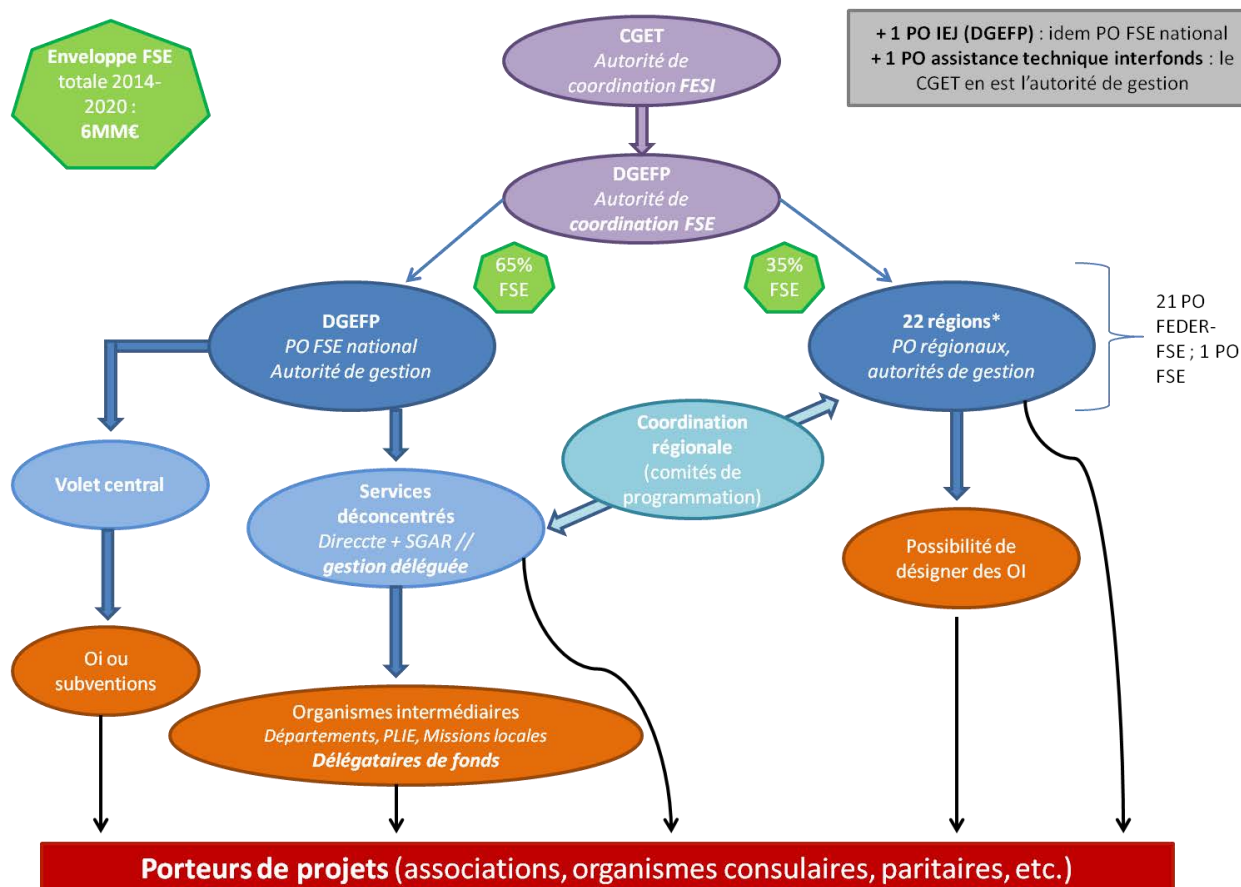 Enveloppe FSE
totale 2014-
2020 :
6MM€
CGET
Autorité de
coordination FESI
+ 1 PO IEJ (DGEFP) : idem PO FSE national
+ 1 PO assistance technique interfonds : le
CGET en est l'autorité de gestion
DGEFP
Autorité de
coordination FSE
65%
FSE
35%
FSE
DGEFP
PO FSE national
Autorité de gestion
22 régions*
PO régionaux,
autorités de gestion
21 PO
FEDER-
FSE ; 1 PO
FSE
Coordination
régionale
(comités de
programmation)
Volet central
Services
déconcentrés
Direccte + SGAR //
gestion déléguée
Possibilité de
désigner des OI
Oi ou
subventions
Organismes intermédiaires
Départements, PLIE, Missions locales
Délégataires de fonds
Porteurs de projets (associations, organismes consulaires, paritaires, etc.)